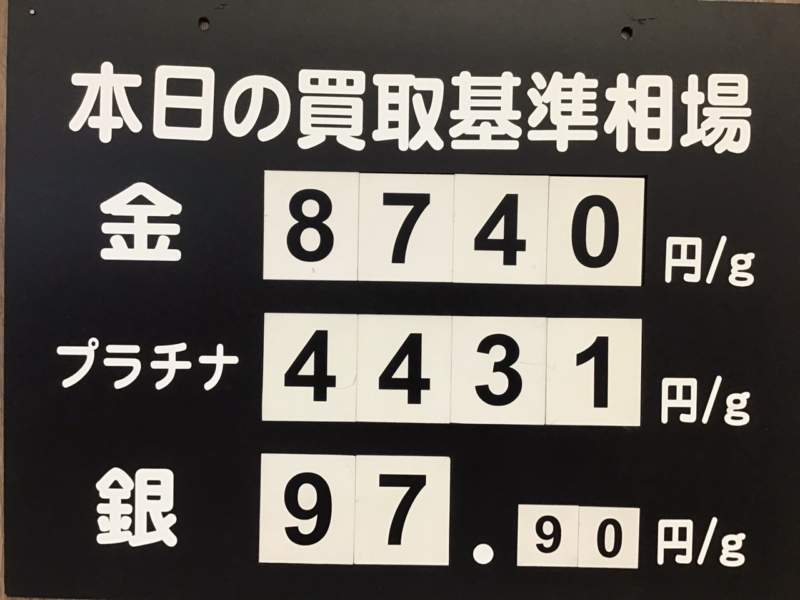 本日の買取基準相場
金 8740 円/g
プラチナ 4431 円/g
銀 97.90 円/g